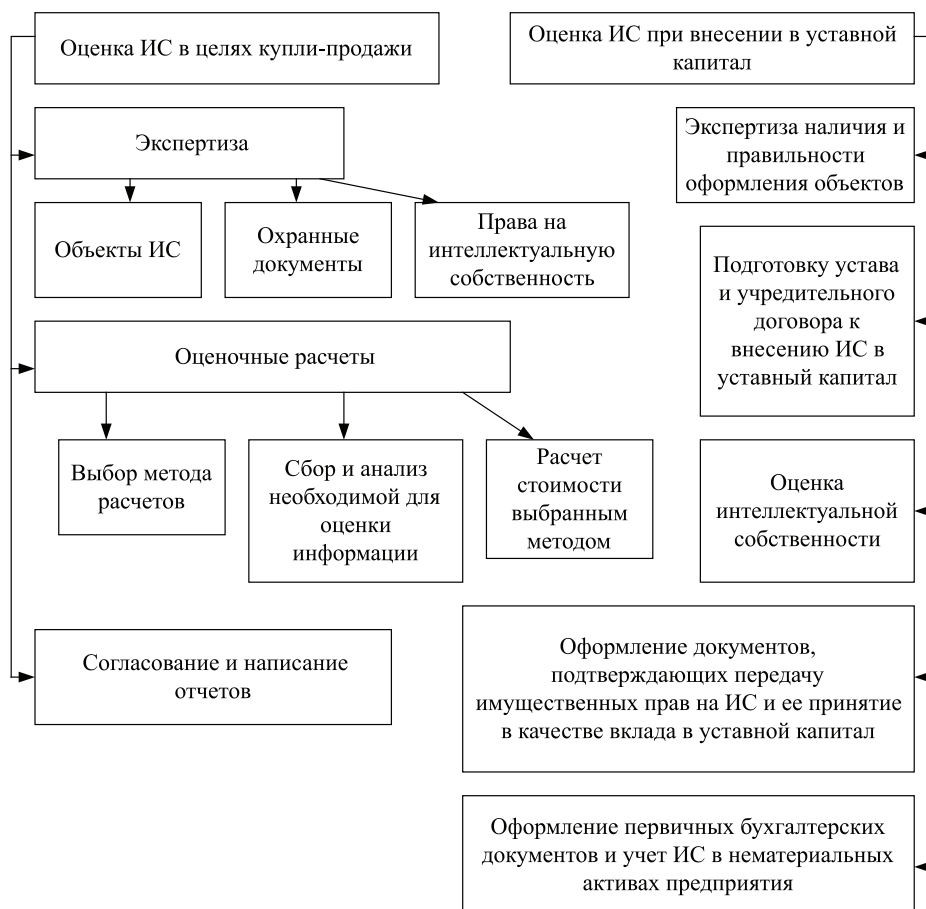 Оценка ИС в целях купли-продажи
Оценка ИС при внесении в уставной
капитал
Экспертиза
Экспертиза наличия и
правильности
оформления объектов
Объекты ИС
Охранные
документы
Права на
интеллектуальную
собственность
Подготовку устава
и учредительного
договора к
внесению ИС в
уставный капитал
Оценочные расчеты
Выбор метода
расчетов
Сбор и анализ
необходимой для
оценки
информации
Расчет
стоимости
выбранным
методом
Оценка
интеллектуальной
собственности
Согласование и написание
отчетов
Оформление документов,
подтверждающих передачу
имущественных прав на ИС и ее принятие
в качестве вклада в уставной капитал
Оформление первичных бухгалтерских
документов и учет ИС в нематериальных
активах предприятия